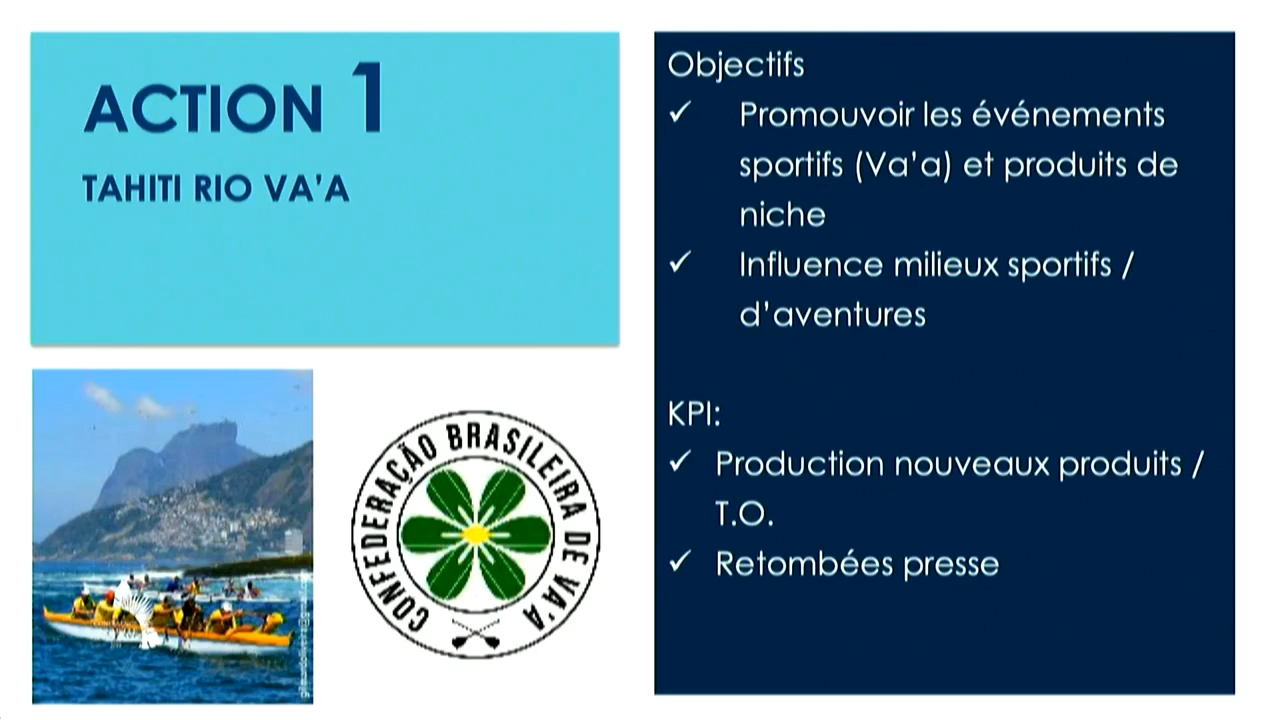 ACTION 1
TAHITI RIO VA’A
Objectifs
✓ Promouvoir les événements
sportifs (Va’a) et produits de
niche
✓ Influence milieux sportifs /
d’aventures
KPI:
✓ Production nouveaux produits /
T.O.
✓ Retombées presse
CONFEDERAÇÃO BRASILEIRA DE VA'A